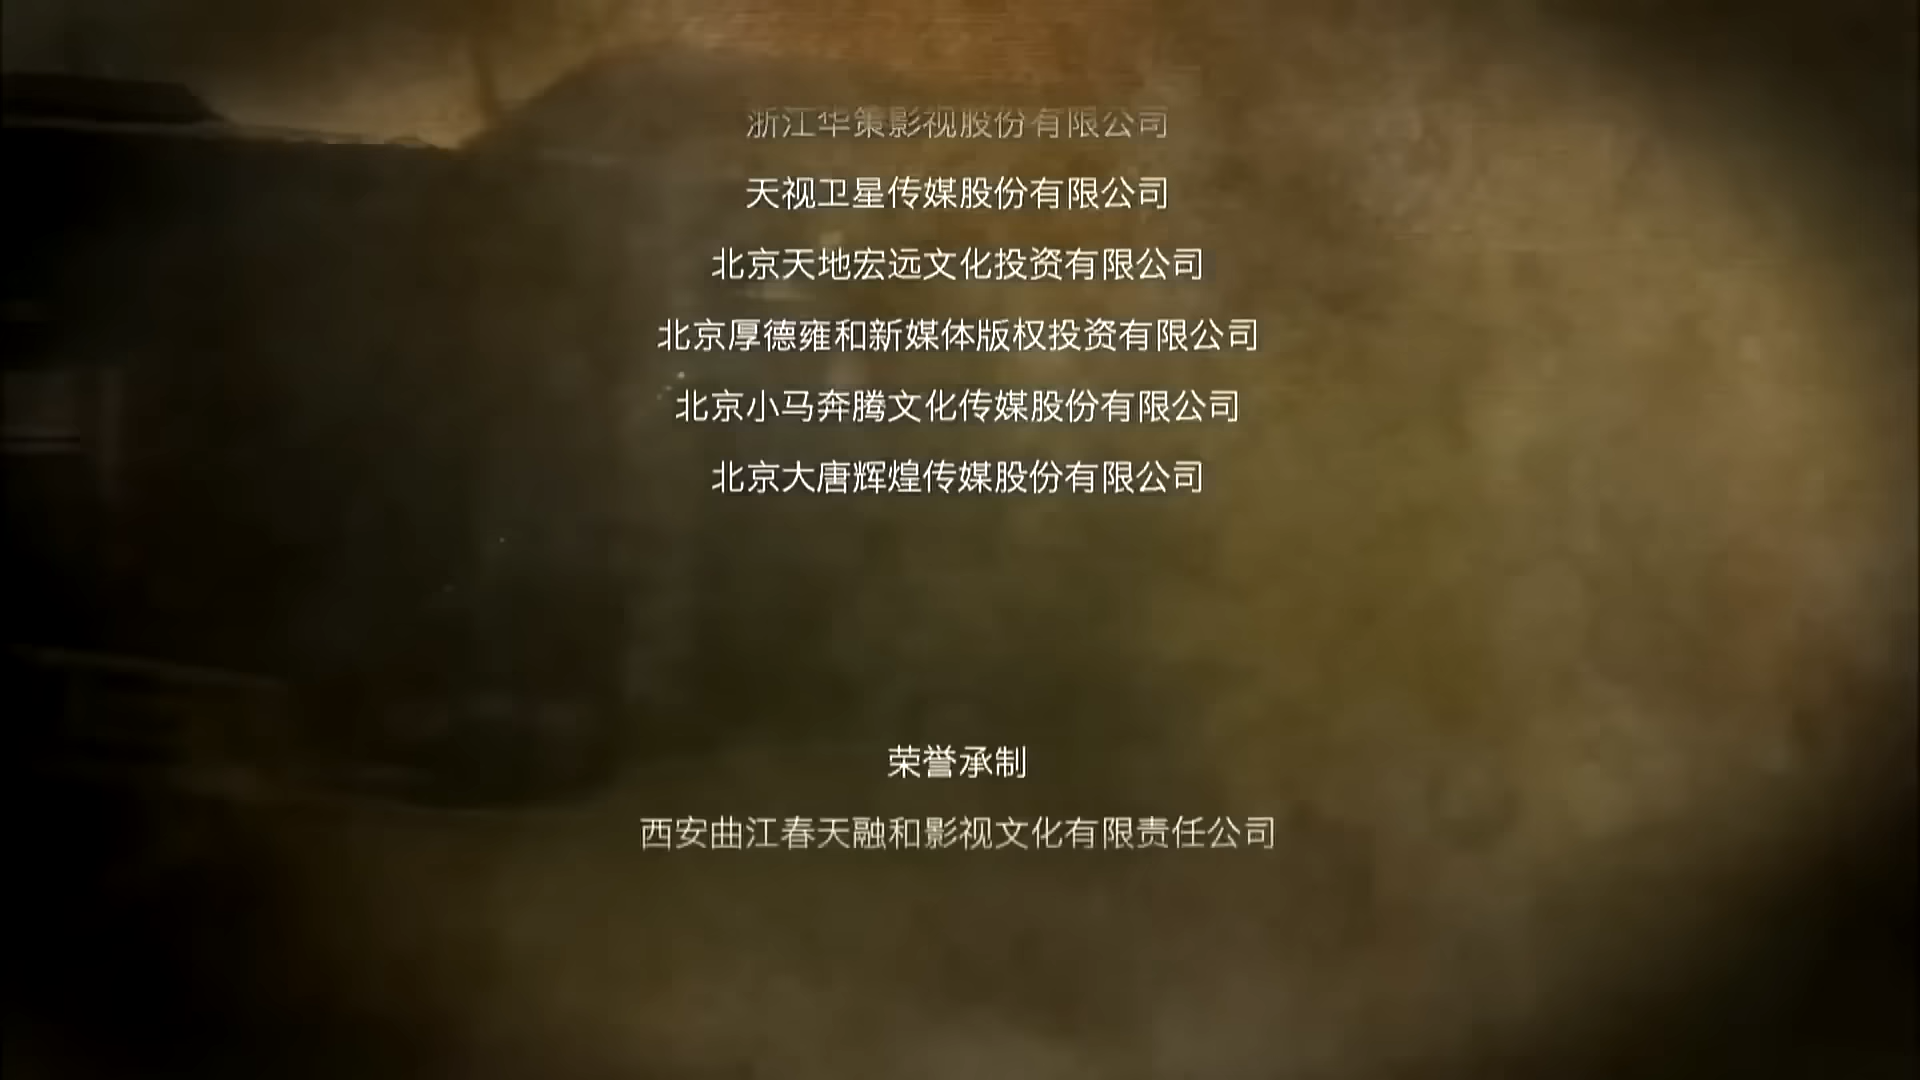 浙江华策影视股份有限公司
天视卫星传媒股份有限公司
北京天地宏远文化投资有限公司
北京厚德雍和新媒体版权投资有限公司
北京小马奔腾文化传媒股份有限公司
北京大唐辉煌传媒股份有限公司
荣誉承制
西安曲江春天融和影视文化有限责任公司